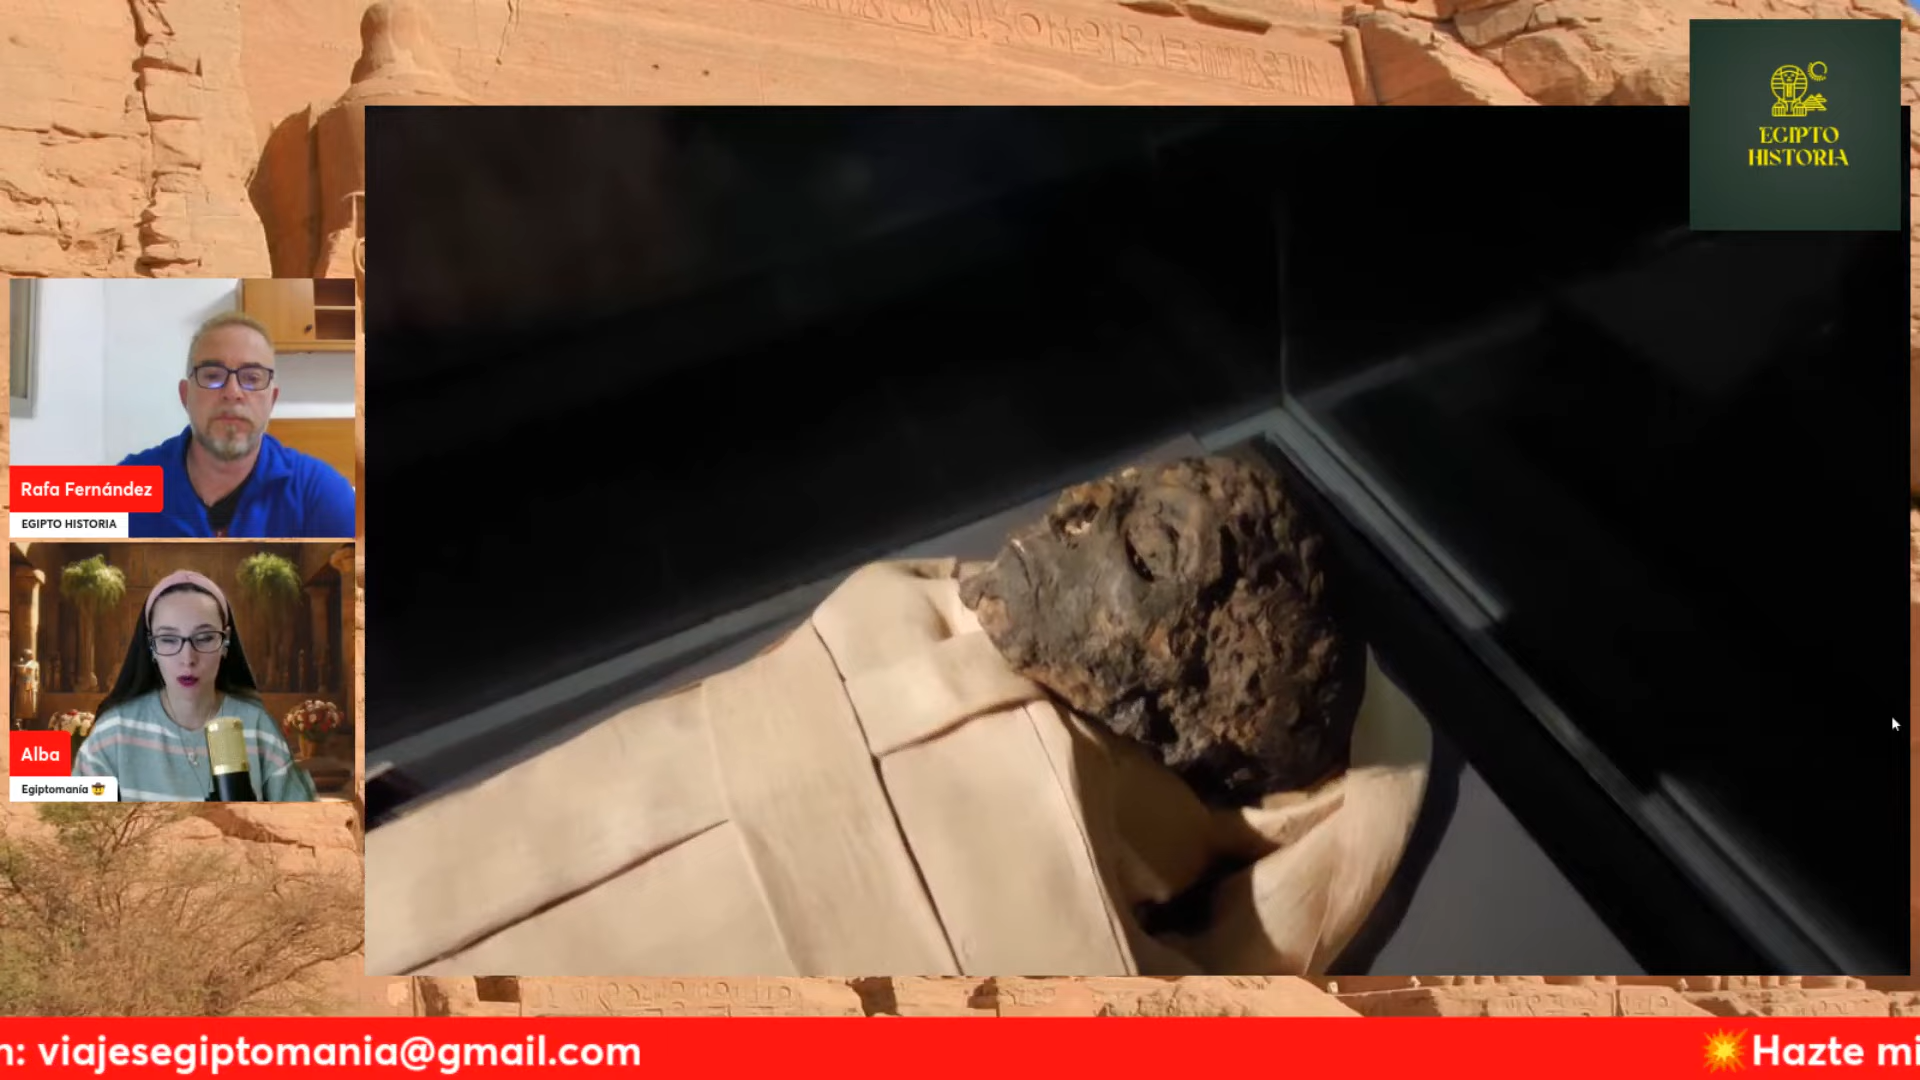 EGIPTO
HISTORIA
Rafa Fernández
EGIPTO HISTORIA
Alba
Egiptomanía 🤠
n: viajesegiptomania@gmail.com
💥Hazte mi